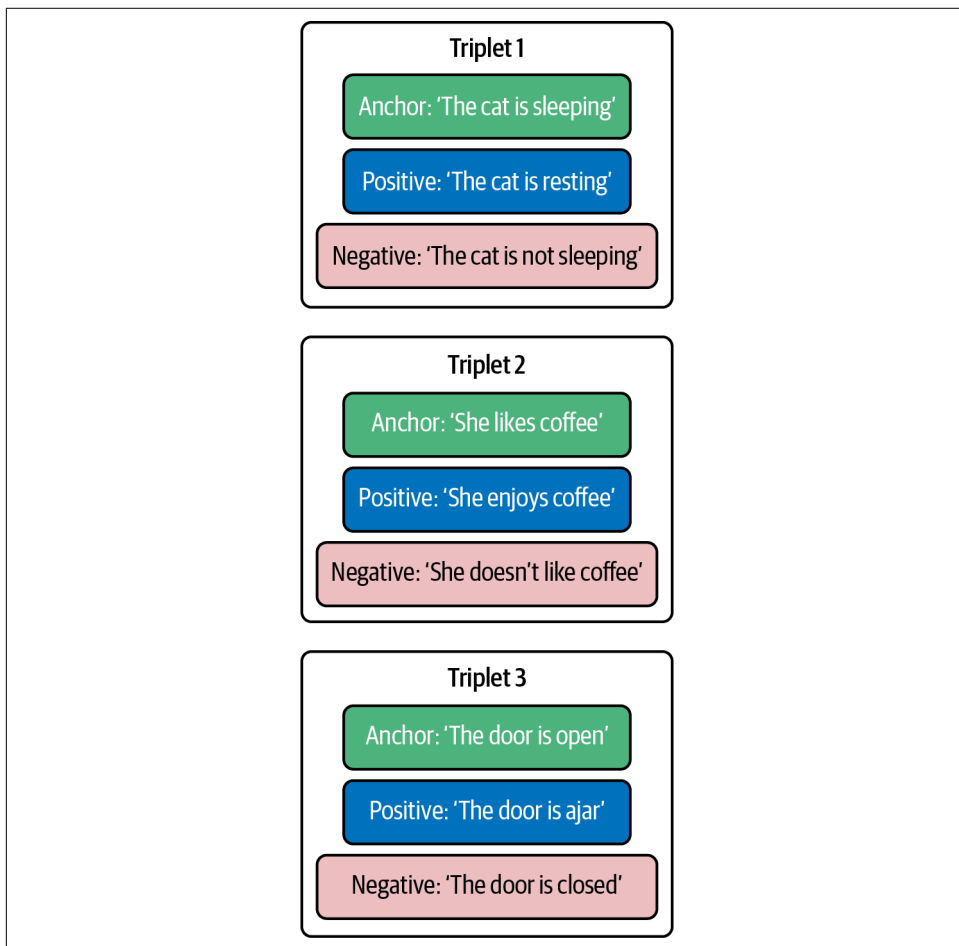 Triplet 1
Anchor: ‘The cat is sleeping’
Positive: ‘The cat is resting’
Negative: ‘The cat is not sleeping’
Triplet 2
Anchor: ‘She likes coffee’
Positive: ‘She enjoys coffee’
Negative: ‘She doesn’t like coffee’
Triplet 3
Anchor: ‘The door is open’
Positive: ‘The door is ajar’
Negative: ‘The door is closed’